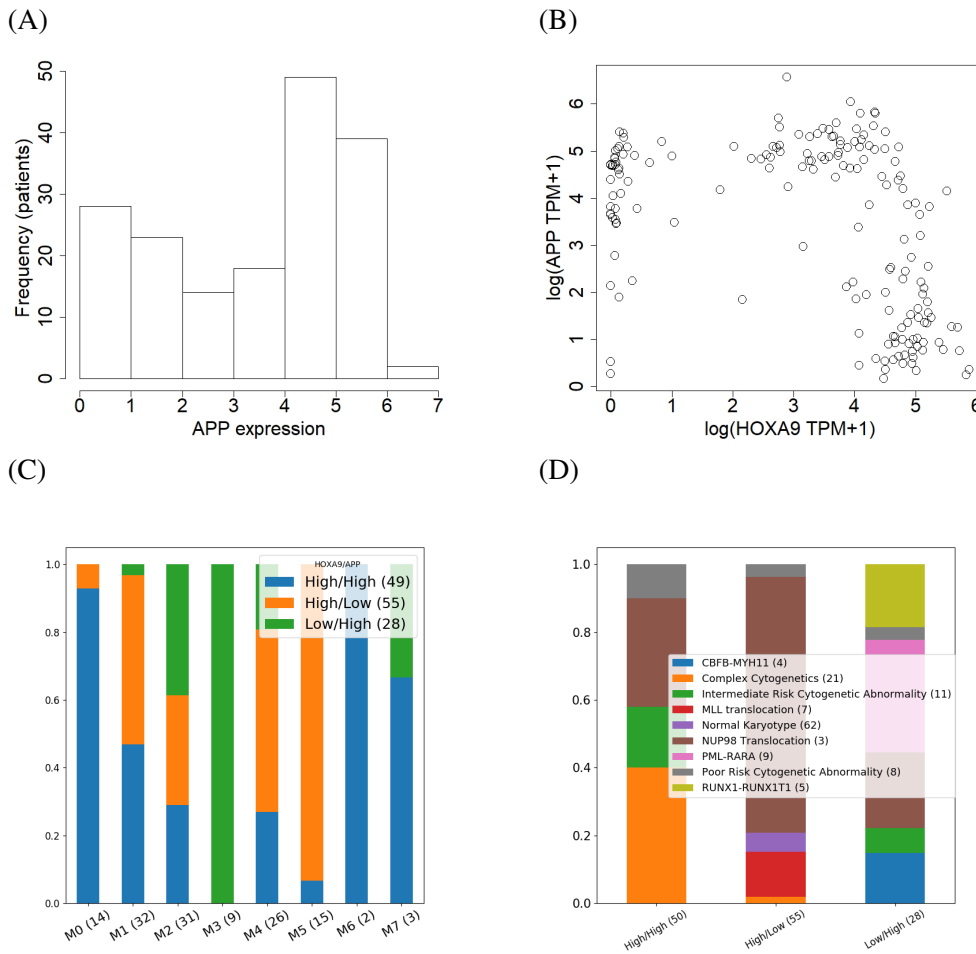 (A)
(B)
Frequency (patients)
50
40
30
20
10
0
0 1 2 3 4 5 6 7
APP expression
log(APP TPM+1)
6
5
4
3
2
1
0
0 1 2 3 4 5 6
log(HOXA9 TPM+1)
(C)
(D)
1.0
0.8
0.6
0.4
0.2
0.0
HOXA9/APP
High/High (49)
High/Low (55)
Low/High (28)
M0 (14) M1 (32) M2 (31) M3 (9) M4 (26) M5 (15) M6 (2) M7 (3)
1.0
0.8
0.6
0.4
0.2
0.0
CBFB-MYH11 (4)
Complex Cytogenetics (21)
Intermediate Risk Cytogenetic Abnormality (11)
MLL translocation (7)
Normal Karyotype (62)
NUP98 Translocation (3)
PML-RARA (9)
Poor Risk Cytogenetic Abnormality (8)
RUNX1-RUNX1T1 (5)
High/High (50) High/Low (55) Low/High (28)